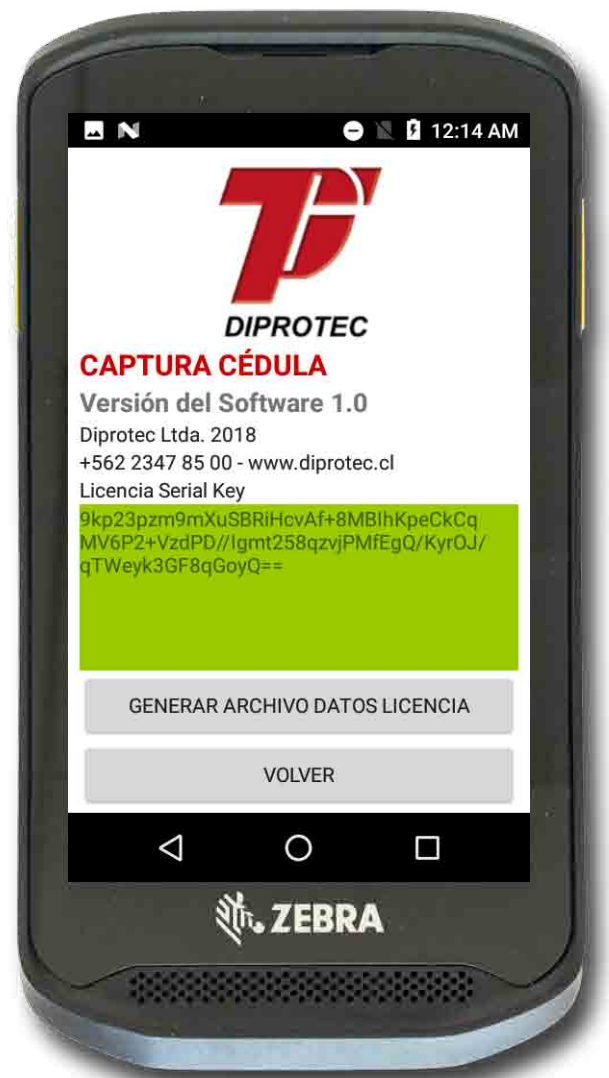 12:14 AM
DIPROTEC
CAPTURA CÉDULA
Versión del Software 1.0
Diprotec Ltda. 2018
+562 2347 85 00 - www.diprotec.cl
Licencia Serial Key
9kp23pzm9mXuSBRiHcvAf+8MBIhKpeCkCq
MV6P2+VzdPD//Igmt258qzvjPMfEgQ/KyrOJ/
qTWeyk3GF8qGoyQ==
GENERAR ARCHIVO DATOS LICENCIA
VOLVER
ZEBRA